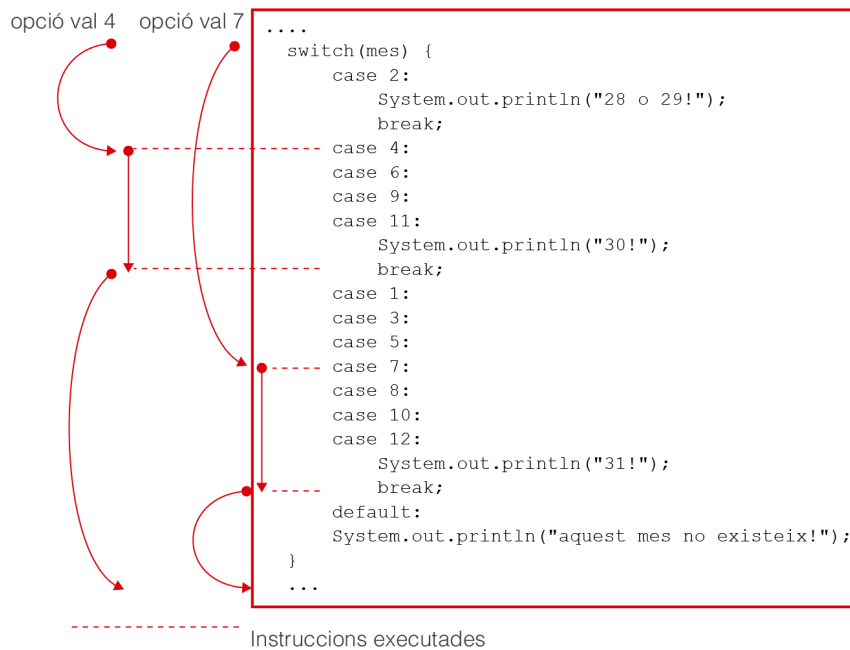 opció val 4 opció val 7
....
switch(mes) {
case 2:
System.out.println("28 o 29!");
break;
case 4:
case 6:
case 9:
case 11:
System.out.println("30!");
break;
case 1:
case 3:
case 5:
case 7:
case 8:
case 10:
case 12:
System.out.println("31!");
break;
default:
System.out.println("aquest mes no existeix!");
}
...
Instruccions executades